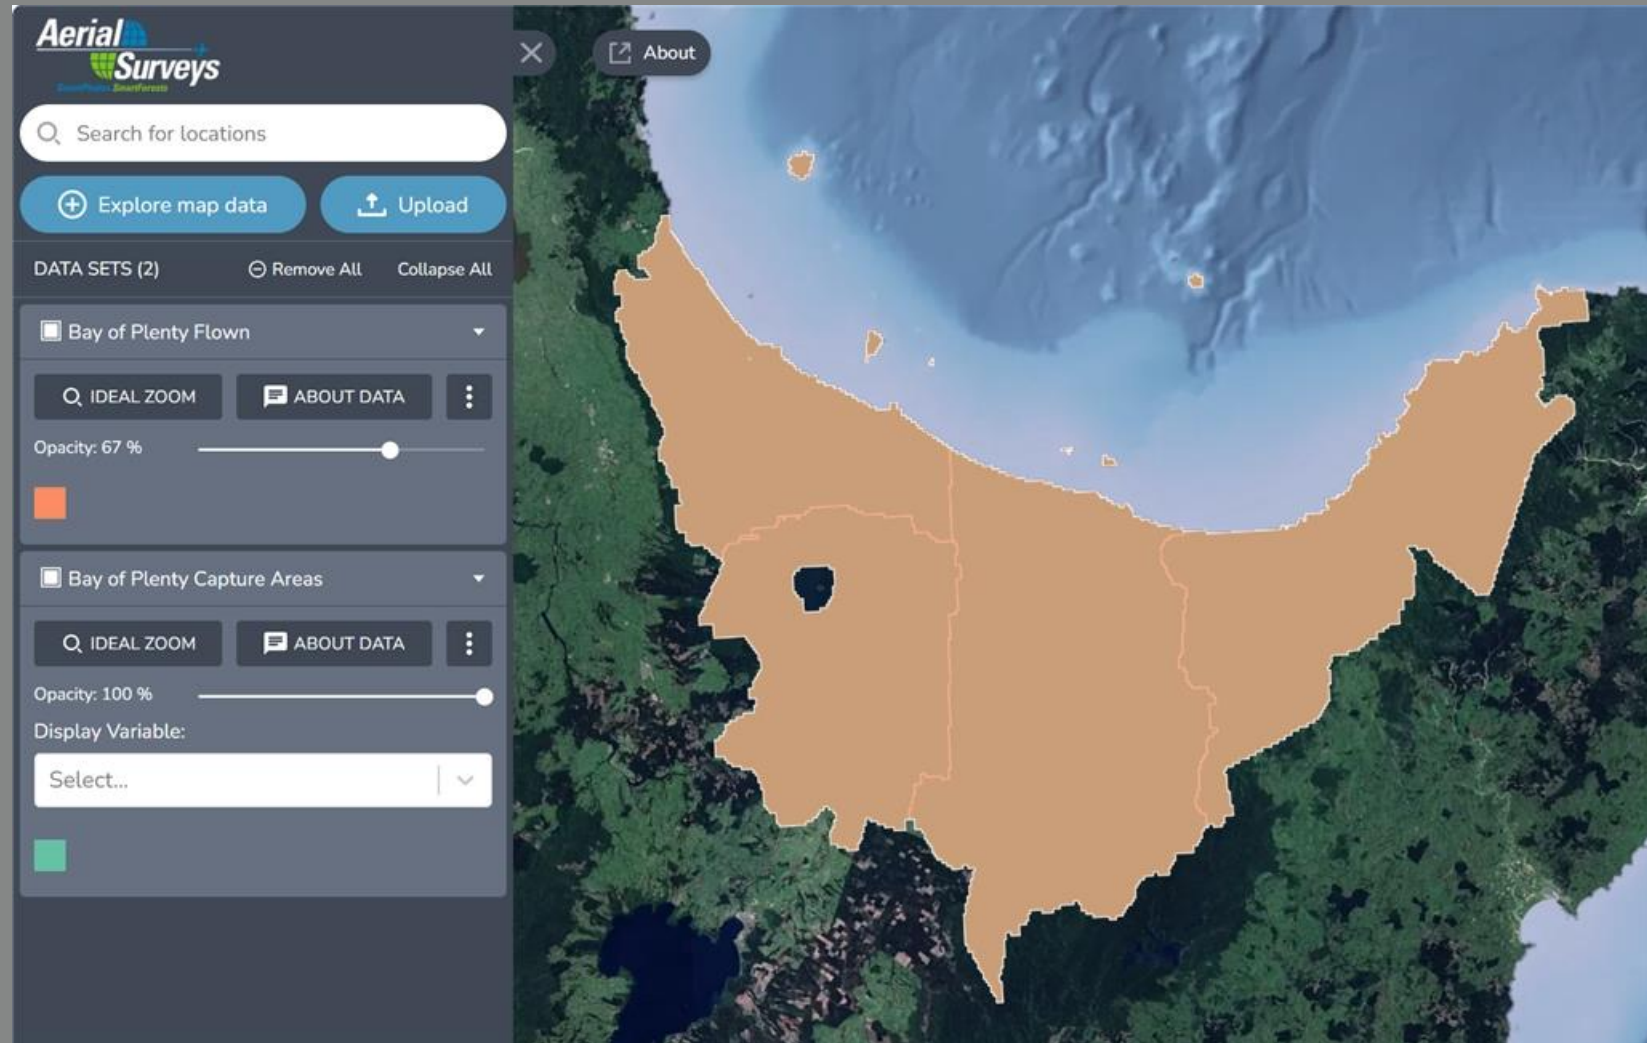 Aerial
Surveys
About
Search for locations
Explore map data
Upload
DATA SETS (2)
Remove All
Collapse All
Bay of Plenty Flown
IDEAL ZOOM
ABOUT DATA
Opacity: 67 %
Bay of Plenty Capture Areas
IDEAL ZOOM
ABOUT DATA
Opacity: 100 %
Display Variable:
Select...